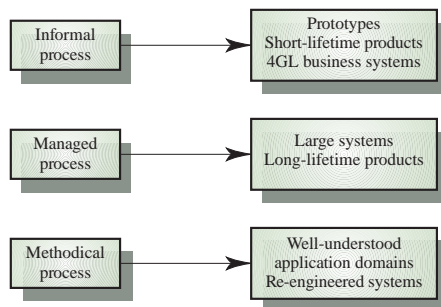 Informal
process
Prototypes
Short-lifetime products
4GL business systems
Managed
process
Large systems
Long-lifetime products
Methodical
process
Well-understood
application domains
Re-engineered systems